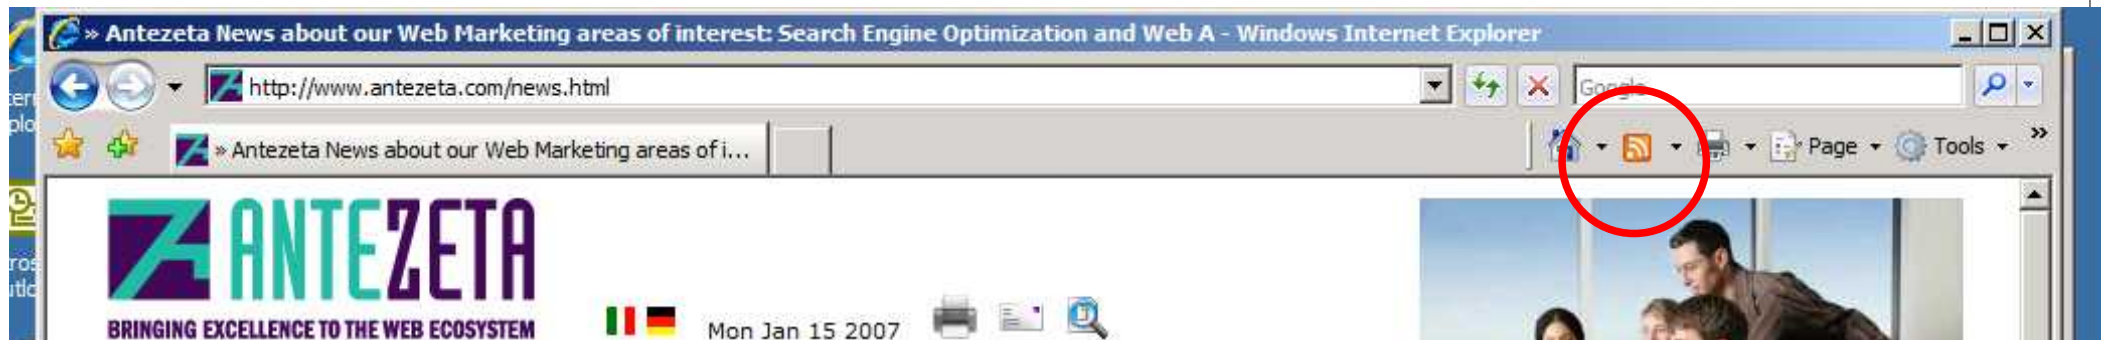 » Antezeta News about our Web Marketing areas of interest: Search Engine Optimization and Web A - Windows Internet Explorer
http://www.antezeta.com/news.html
Google
» Antezeta News about our Web Marketing areas of i...
Page
Tools
»
ANTEZETA
BRINGING EXCELLENCE TO THE WEB ECOSYSTEM
Mon Jan 15 2007